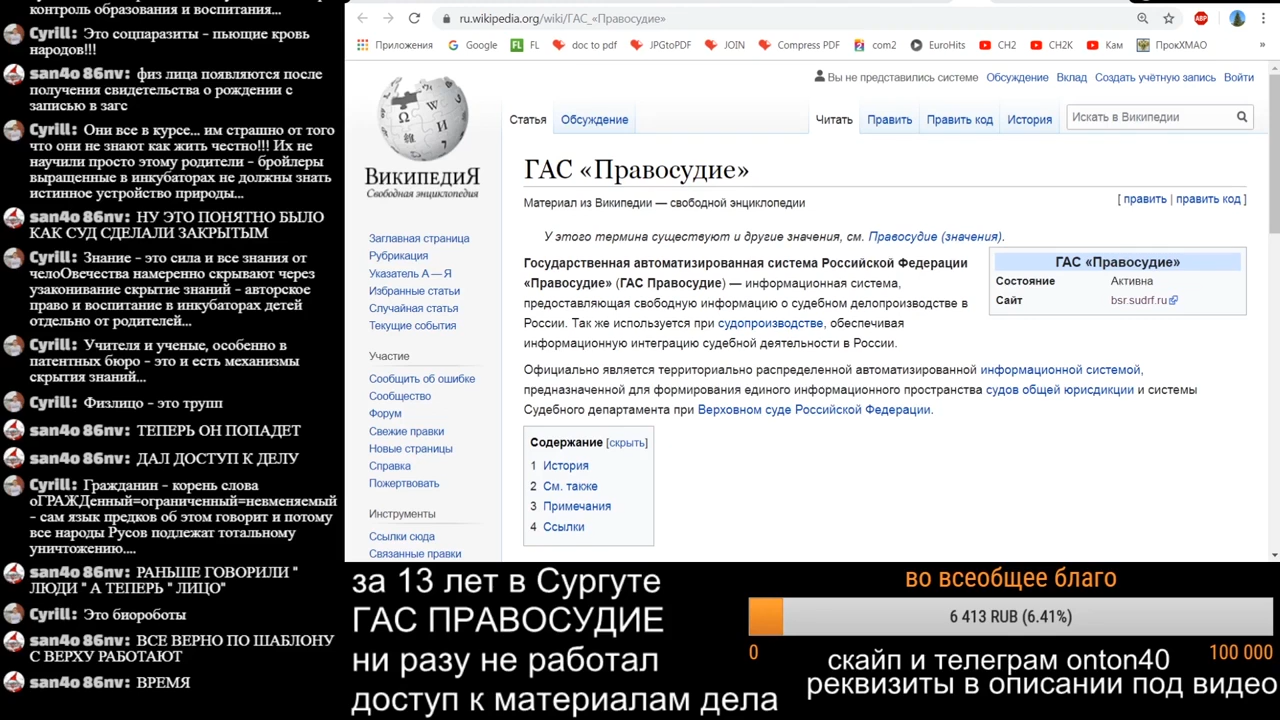 контроль образования и воспитания...
Cyrill: Это соцпаразиты - пьющие кровь
народов!!!
san4o 86nv: физ лица появляются после
получения свидетельства о рождении с
записью в загс
Cyrill: Они все в курсе... им страшно от того
что они не знают как жить честно!!! Их не
научили просто этому родители - бройлеры
выращенные в инкубаторах не должны знать
истинное устройство природы...
san4o 86nv: НУ ЭТО ПОНЯТНО БЫЛО
КАК СУД СДЕЛАЛИ ЗАКРЫТЫМ
Cyrill: Знание - это сила и все знания от
челоОвечества намеренно скрывают через
узаконивание скрытие знаний - авторское
право и воспитание в инкубаторах детей
отдельно от родителей...
Cyrill: Учителя и ученые, особенно в
патентных бюро - это и есть механизмы
скрытия знаний...
Cyrill: Физлицо - это трупп
san4o 86nv: ТЕПЕРЬ ОН ПОПАДЕТ
san4o 86nv: ДАЛ ДОСТУП К ДЕЛУ
Cyrill: Гражданин - корень слова
оГРАЖДенный=ограниченный=невменяемый
- сам язык предков об этом говорит и потому
все народы Русов подлежат тотальному
уничтожению....
san4o 86nv: РАНЬШЕ ГОВОРИЛИ "
ЛЮДИ " А ТЕПЕРЬ " ЛИЦО"
Cyrill: Это биороботы
san4o 86nv: ВСЕ ВЕРНО ПО ШАБЛОНУ
С ВЕРХУ РАБОТАЮТ
san4o 86nv: ВРЕМЯ
ru.wikipedia.org/wiki/ГАС_«Правосудие»
ABP
Приложения Google FL FL doc to pdf JPGtoPDF JOIN Compress PDF com2 EuroHits CH2 CH2K Кам ПрокХМАО »
Вы не представились системе Обсуждение Вклад Создать учётную запись Войти
Статья Обсуждение Читать Править Править код История Искать в Википедии
ВИКИПЕДИЯ
Свободная энциклопедия
Заглавная страница
Рубрикация
Указатель А — Я
Избранные статьи
Случайная статья
Текущие события
Участие
Сообщить об ошибке
Сообщество
Форум
Свежие правки
Новые страницы
Справка
Пожертвовать
Инструменты
Ссылки сюда
Связанные правки
ГАС «Правосудие»
Материал из Википедии — свободной энциклопедии
[ править | править код ]
У этого термина существуют и другие значения, см. Правосудие (значения).
Государственная автоматизированная система Российской Федерации
«Правосудие» (ГАС Правосудие) — информационная система,
предоставляющая свободную информацию о судебном делопроизводстве в
России. Так же используется при судопроизводстве, обеспечивая
информационную интеграцию судебной деятельности в России.
ГАС «Правосудие»
Состояние Активна
Сайт bsr.sudrf.ru
Официально является территориально распределенной автоматизированной информационной системой,
предназначенной для формирования единого информационного пространства судов общей юрисдикции и системы
Судебного департамента при Верховном суде Российской Федерации.
Содержание [скрыть]
1 История
2 См. также
3 Примечания
4 Ссылки
за 13 лет в Сургуте
ГАС ПРАВОСУДИЕ
ни разу не работал
доступ к материалам дела
во всеобщее благо
6 413 RUB (6.41%)
0 100 000
скайп и телеграм onton40
реквизиты в описании под видео